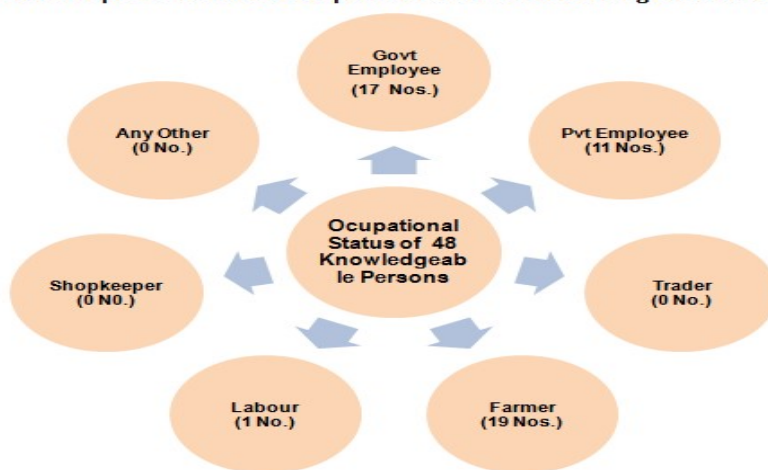 Govt
Employee
(17 Nos.)
Any Other
(0 No.)
Pvt Employee
(11 Nos.)
Ocupational
Status of 48
Knowledgeab
le Persons
Shopkeeper
(0 N0.)
Trader
(0 No.)
Labour
(1 No.)
Farmer
(19 Nos.)